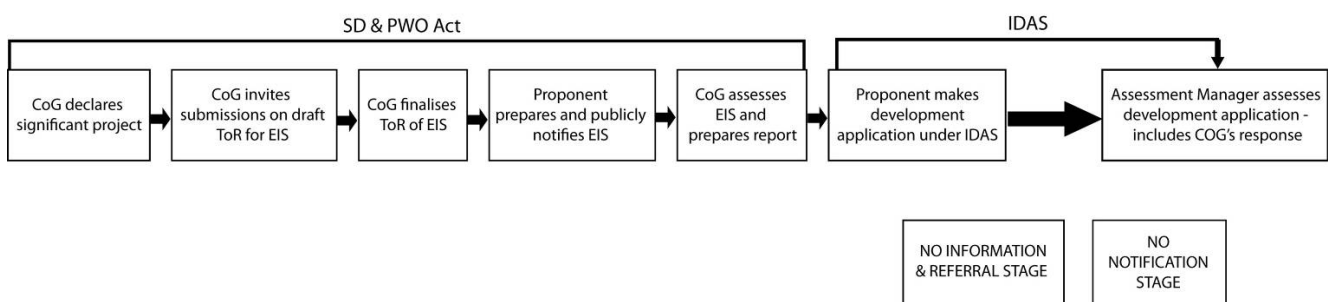 SD & PWO Act
IDAS
CoG declares
significant project
CoG invites
submissions on draft
ToR for EIS
CoG finalises
ToR of EIS
Proponent
prepares and publicly
notifies EIS
CoG assesses
EIS and
prepares report
Proponent makes
development
application under IDAS
Assessment Manager assesses
development application -
includes COG's response
NO INFORMATION
& REFERRAL STAGE
NO
NOTIFICATION
STAGE